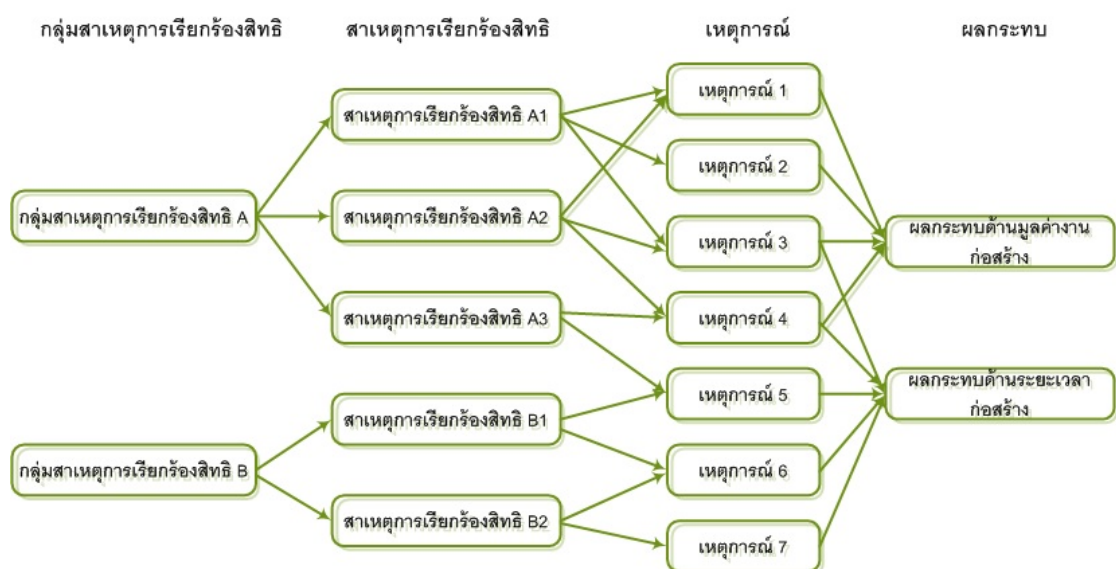 กลุ่มสาเหตุการเรียกร้องสิทธิ
สาเหตุการเรียกร้องสิทธิ
เหตุการณ์
ผลกระทบ
กลุ่มสาเหตุการเรียกร้องสิทธิ A
กลุ่มสาเหตุการเรียกร้องสิทธิ B
สาเหตุการเรียกร้องสิทธิ A1
สาเหตุการเรียกร้องสิทธิ A2
สาเหตุการเรียกร้องสิทธิ A3
สาเหตุการเรียกร้องสิทธิ B1
สาเหตุการเรียกร้องสิทธิ B2
เหตุการณ์ 1
เหตุการณ์ 2
เหตุการณ์ 3
เหตุการณ์ 4
เหตุการณ์ 5
เหตุการณ์ 6
เหตุการณ์ 7
ผลกระทบด้านมูลค่างาน
ก่อสร้าง
ผลกระทบด้านระยะเวลา
ก่อสร้าง